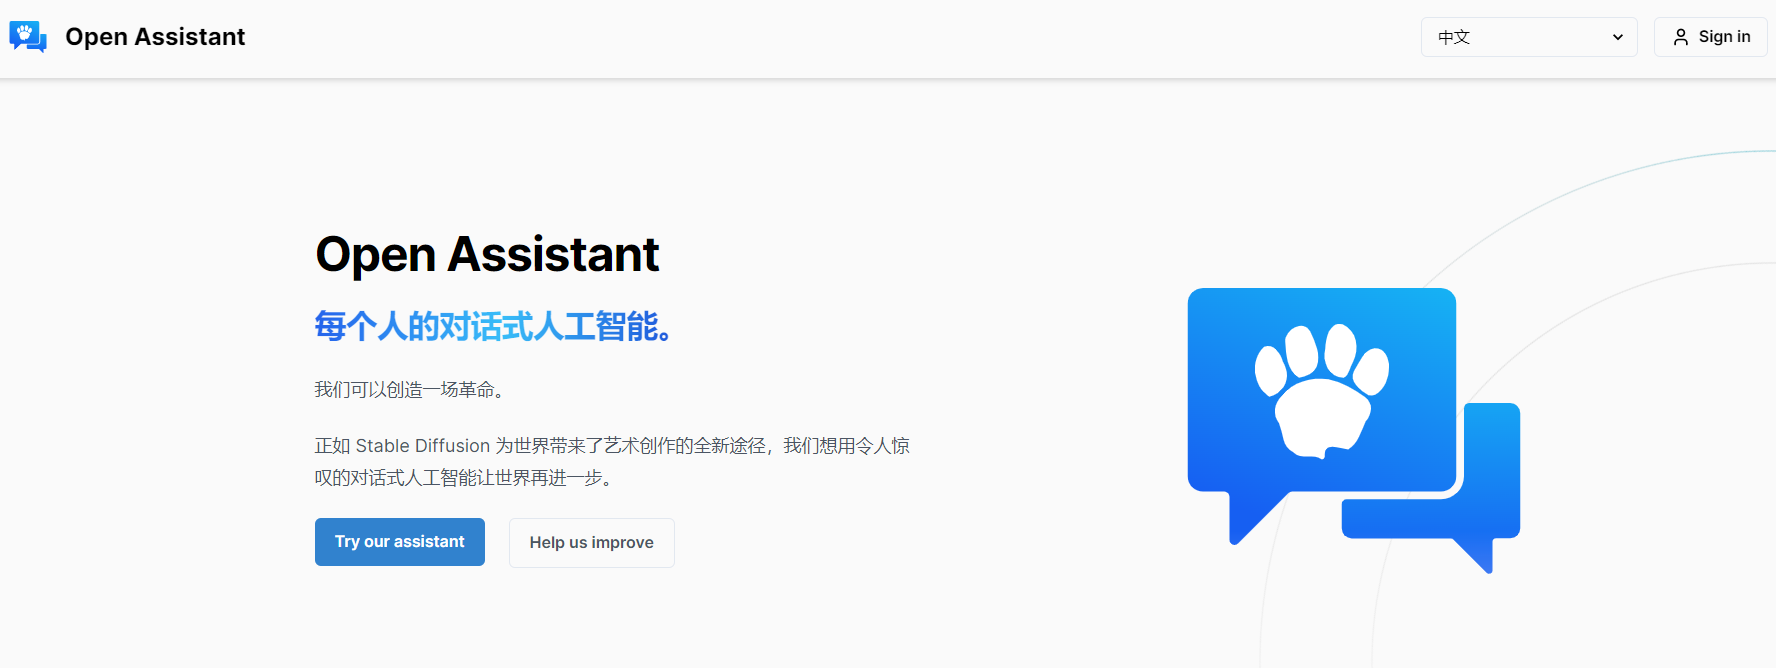 Open Assistant
中文
Sign in
Open Assistant
每个人的对话式人工智能。
我们可以创造一场革命。
正如 Stable Diffusion 为世界带来了艺术创作的全新途径，我们想用令人惊
叹的对话式人工智能让世界再进一步。
Try our assistant
Help us improve